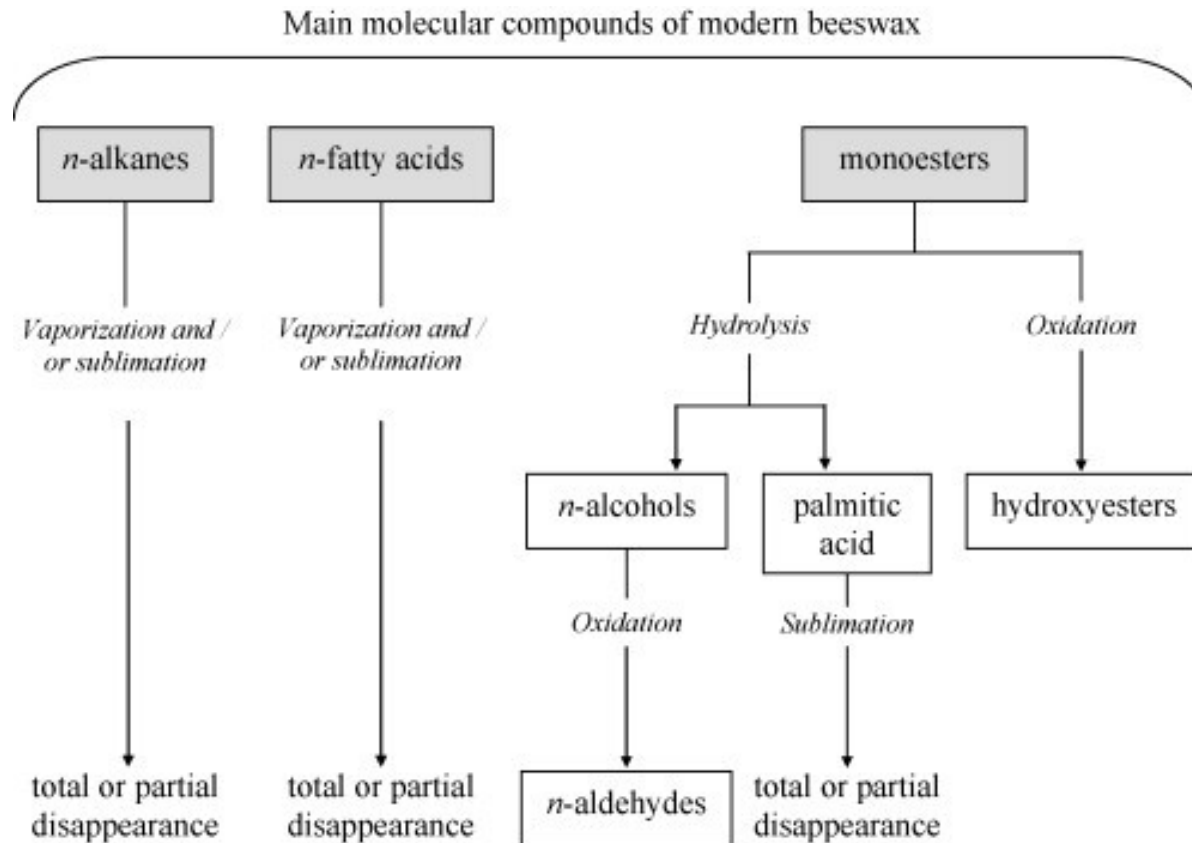 Main molecular compounds of modern beeswax
n-alkanes
n-fatty acids
monoesters
Vaporization and /
or sublimation
Vaporization and /
or sublimation
Hydrolysis
Oxidation
n-alcohols
palmitic
acid
hydroxyesters
Oxidation
Sublimation
total or partial
disappearance
total or partial
disappearance
n-aldehydes
total or partial
disappearance